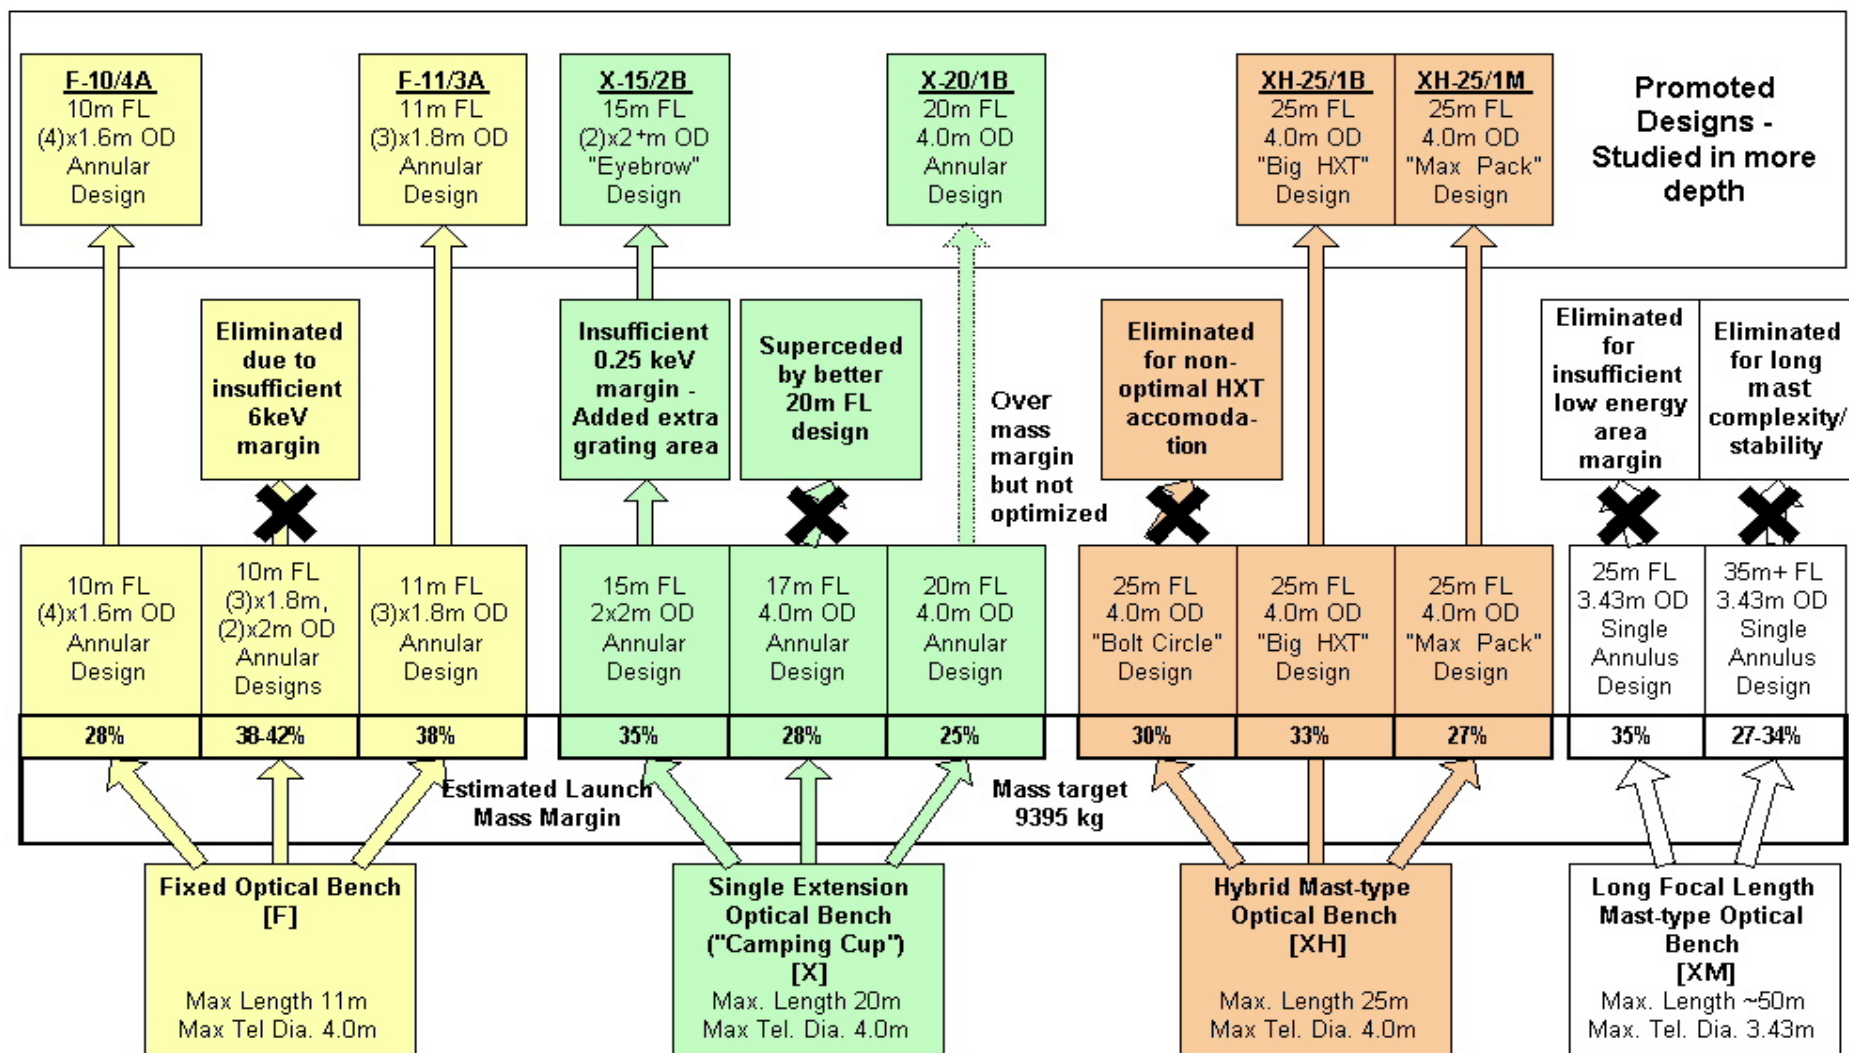 F-10/4A
10m FL
(4)x1.6m OD
Annular
Design
F-11/3A
11m FL
(3)x1.8m OD
Annular
Design
X-15/2B
15m FL
(2)x2+m OD
"Eyebrow"
Design
X-20/1B
20m FL
4.0m OD
Annular
Design
XH-25/1B
25m FL
4.0m OD
"Big HXT"
Design
XH-25/1M
25m FL
4.0m OD
"Max Pack"
Design
Promoted
Designs -
Studied in more
depth
Eliminated
due to
insufficient
6keV
margin
Insufficient
0.25 keV
margin -
Added extra
grating area
Superceded
by better
20m FL
design
Over
mass
margin
but not
optimized
Eliminated
for non-
optimal HXT
accomoda-
tion
Eliminated
for
insufficient
low energy
area
margin
Eliminated
for long
mast
complexity/
stability
10m FL
(4)x1.6m OD
Annular
Design
10m FL
(3)x1.8m,
(2)x2m OD
Annular
Designs
11m FL
(3)x1.8m OD
Annular
Design
15m FL
2x2m OD
Annular
Design
17m FL
4.0m OD
Annular
Design
20m FL
4.0m OD
Annular
Design
25m FL
4.0m OD
"Bolt Circle"
Design
25m FL
4.0m OD
"Big HXT"
Design
25m FL
4.0m OD
"Max Pack"
Design
25m FL
3.43m OD
Single
Annulus
Design
35m+ FL
3.43m OD
Single
Annulus
Design
28%
38-42%
38%
35%
28%
25%
30%
33%
27%
35%
27-34%
Estimated Launch
Mass Margin
Mass target
9395 kg
Fixed Optical Bench
[F]
Max Length 11m
Max Tel Dia. 4.0m
Single Extension
Optical Bench
("Camping Cup")
[X]
Max. Length 20m
Max Tel. Dia. 4.0m
Hybrid Mast-type
Optical Bench
[XH]
Max. Length 25m
Max Tel. Dia. 4.0m
Long Focal Length
Mast-type Optical
Bench
[XM]
Max. Length ~50m
Max. Tel. Dia. 3.43m